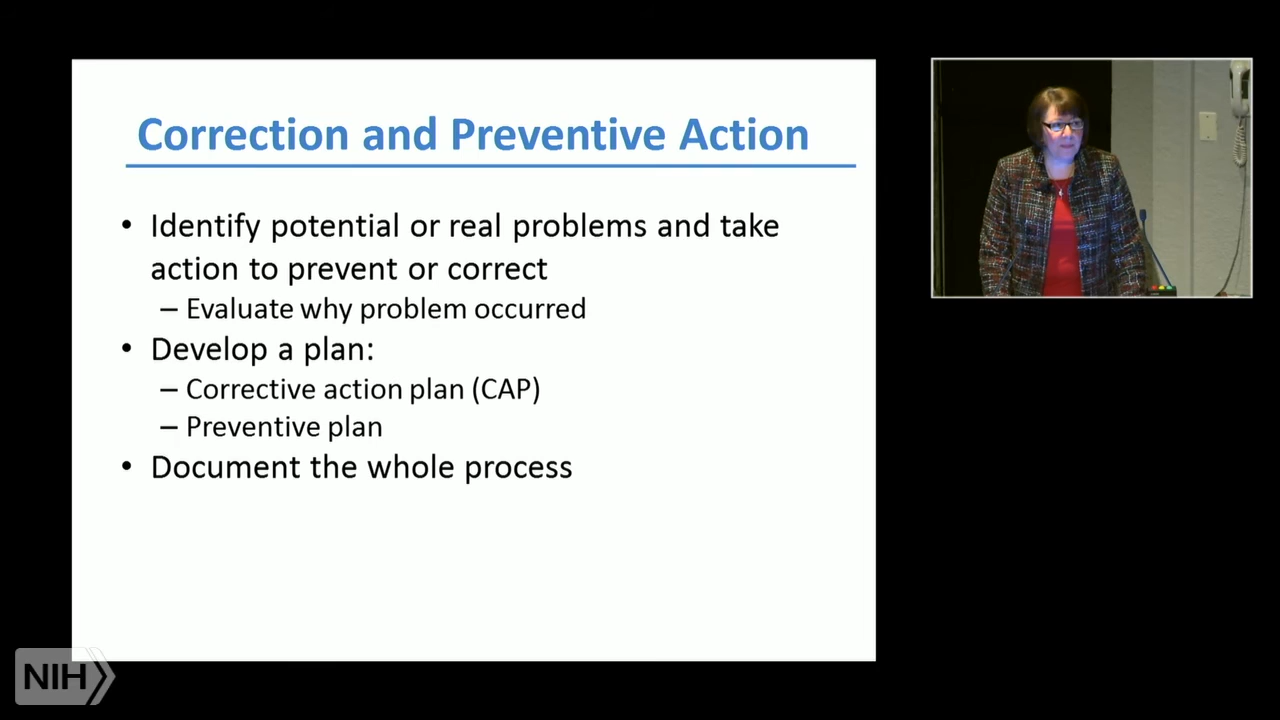 Correction and Preventive Action
• Identify potential or real problems and take
action to prevent or correct
– Evaluate why problem occurred
• Develop a plan:
– Corrective action plan (CAP)
– Preventive plan
• Document the whole process
NIH